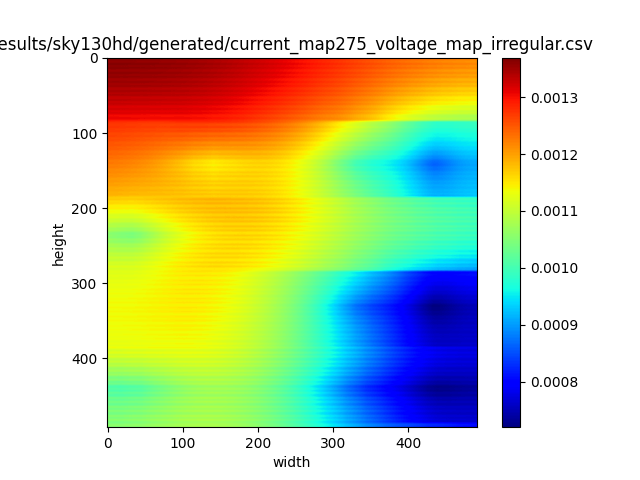 esults/sky130hd/generated/current_map275_voltage_map_irregular.csv
0
100
200
300
400
height
0 100 200 300 400
width
0.0013
0.0012
0.0011
0.0010
0.0009
0.0008